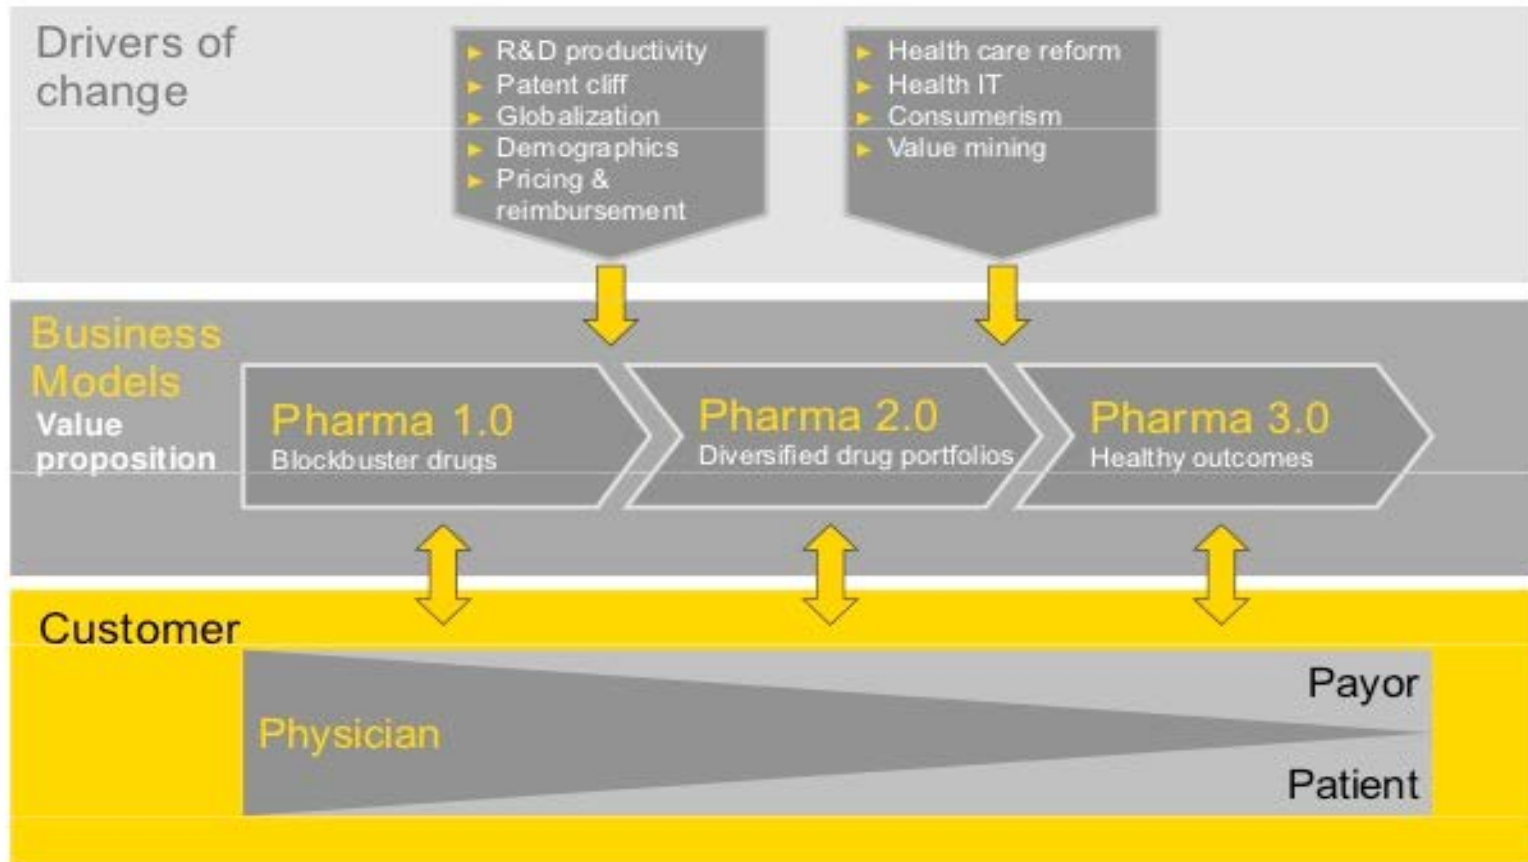 Drivers of
change
► R&D productivity
► Patent cliff
► Globalization
► Demographics
► Pricing &
reimbursement
► Health care reform
► Health IT
► Consumerism
► Value mining
Business
Models
Value
proposition
Pharma 1.0
Blockbuster drugs
Pharma 2.0
Diversified drug portfolios
Pharma 3.0
Healthy outcomes
Customer
Physician
Payor
Patient